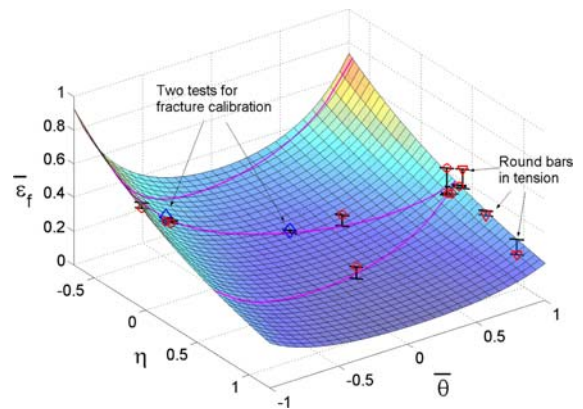 1
0.8
0.6
0.4
0.2
0
ε̄f
Two tests for
fracture calibration
Round bars
in tension
-0.5
0
0.5
1
η
-1
-0.5
0
0.5
1
θ̄